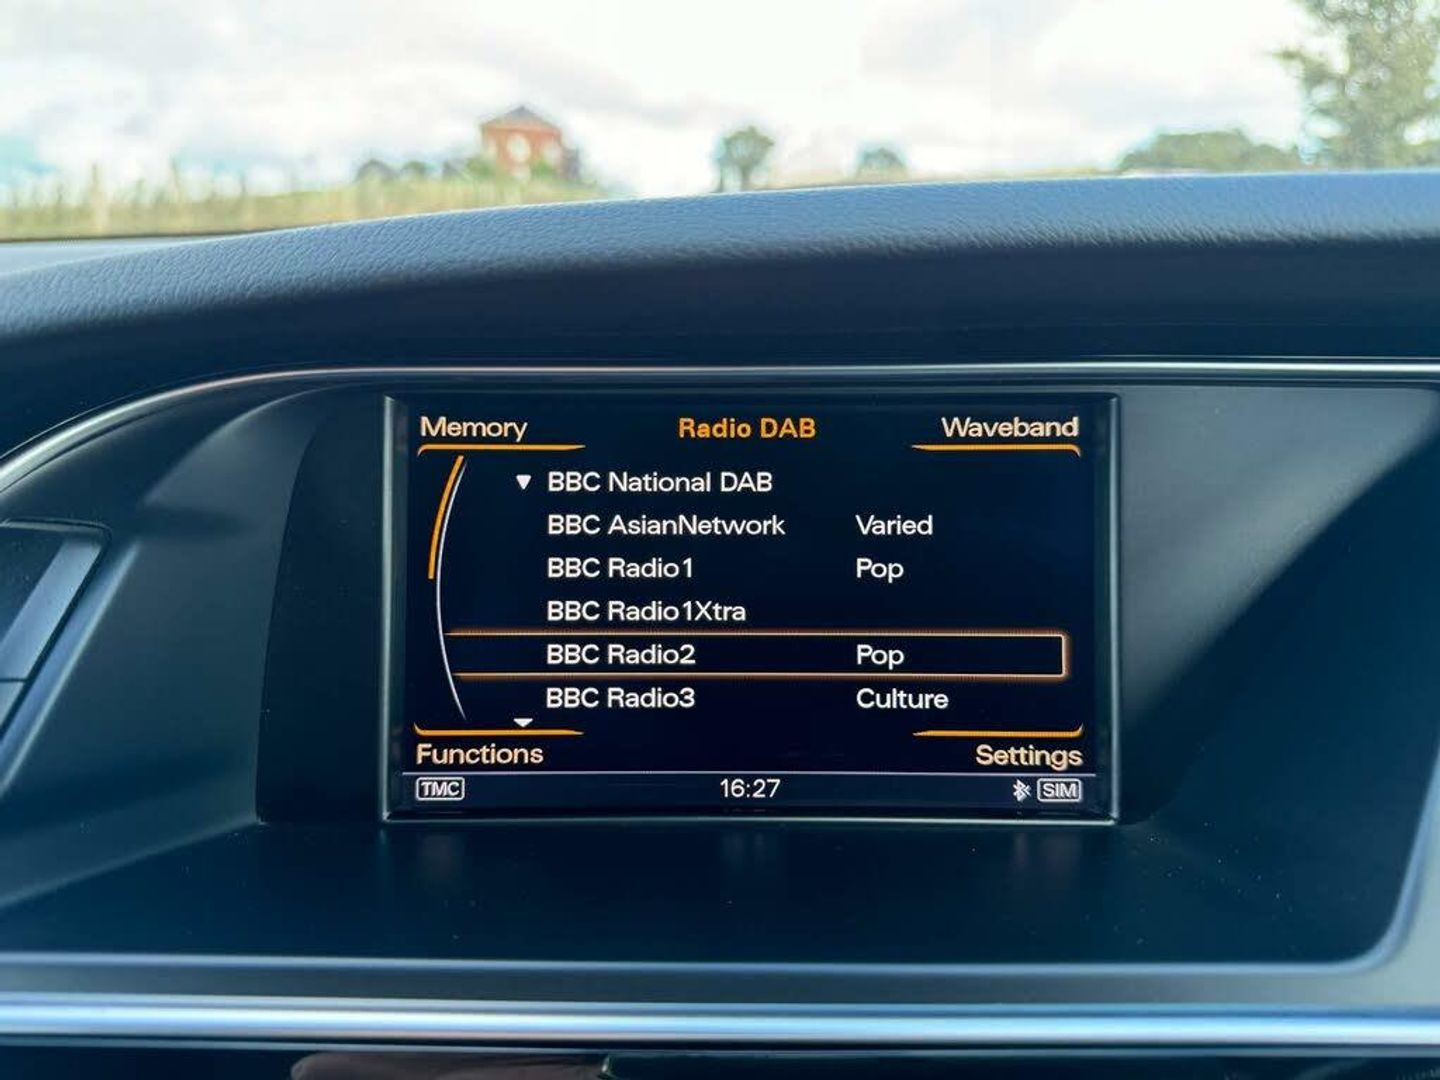 Memory Radio DAB Waveband
BBC National DAB
BBC AsianNetwork Varied
BBC Radio1 Pop
BBC Radio1Xtra
BBC Radio2 Pop
BBC Radio3 Culture
Functions Settings
TMC 16:27 SIM